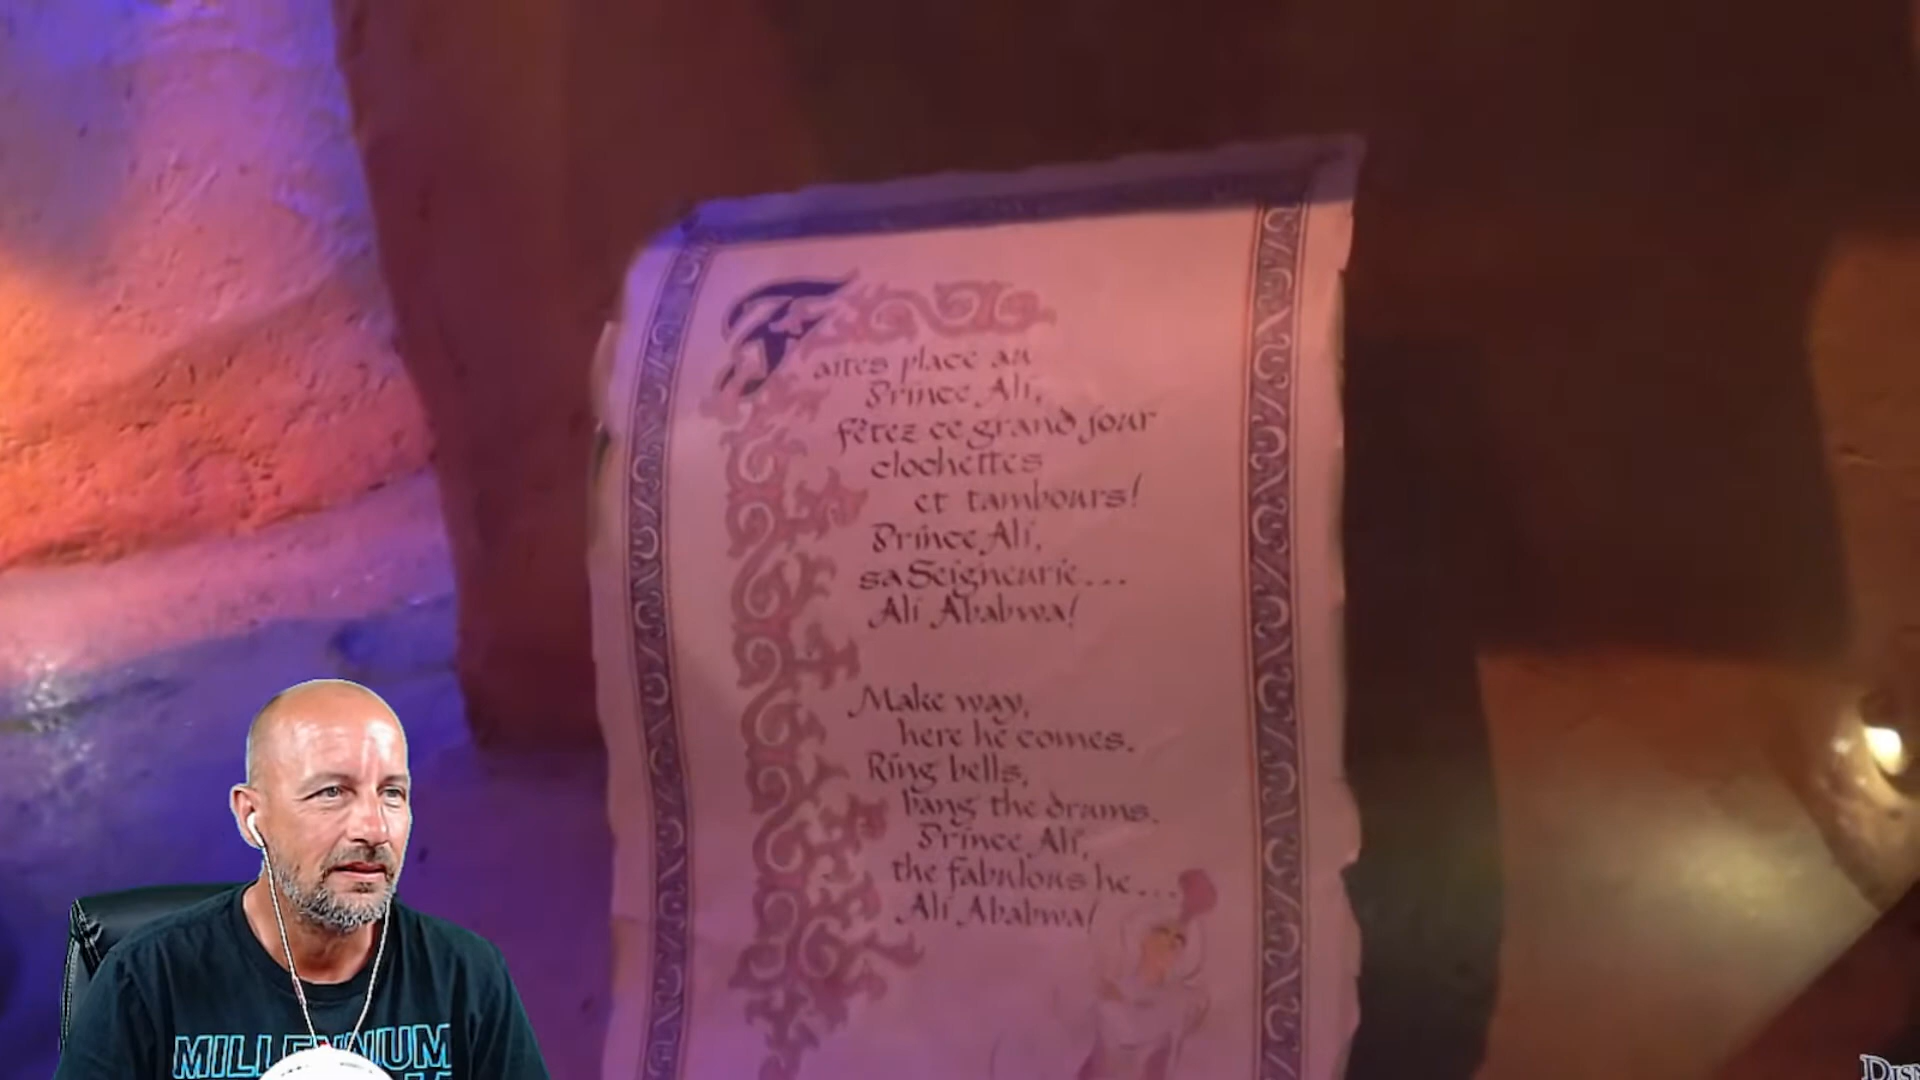 Faites place au
Prince Ali,
fêtez ce grand jour
clochettes
et tambours!
Prince Ali,
sa Seigneurie...
Ali Ababwa!
Make way,
here he comes.
Ring bells,
bang the drums.
Prince Ali,
the fabulous he...
Ali Ababwa!
MILLENNIUM